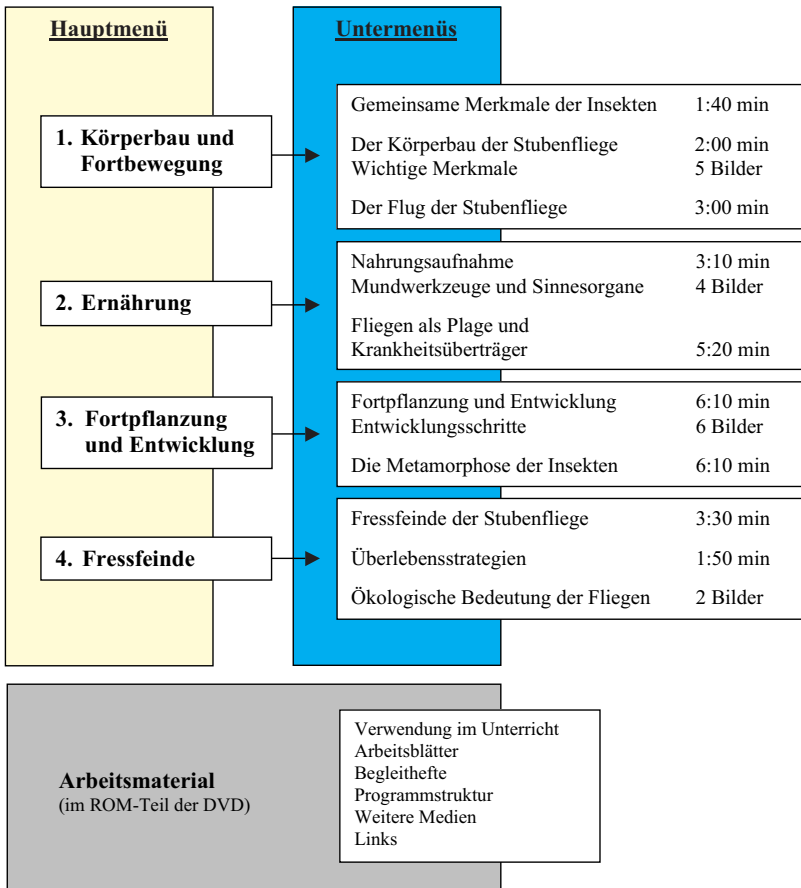 Hauptmenü
Untermenüs
1. Körperbau und
Fortbewegung
Gemeinsame Merkmale der Insekten 1:40 min
Der Körperbau der Stubenfliege 2:00 min
Wichtige Merkmale 5 Bilder
Der Flug der Stubenfliege 3:00 min
2. Ernährung
Nahrungsaufnahme 3:10 min
Mundwerkzeuge und Sinnesorgane 4 Bilder
Fliegen als Plage und
Krankheitsüberträger 5:20 min
3. Fortpflanzung
und Entwicklung
Fortpflanzung und Entwicklung 6:10 min
Entwicklungsschritte 6 Bilder
Die Metamorphose der Insekten 6:10 min
4. Fressfeinde
Fressfeinde der Stubenfliege 3:30 min
Überlebensstrategien 1:50 min
Ökologische Bedeutung der Fliegen 2 Bilder
Arbeitsmaterial
(im ROM-Teil der DVD)
Verwendung im Unterricht
Arbeitsblätter
Begleithefte
Programmstruktur
Weitere Medien
Links